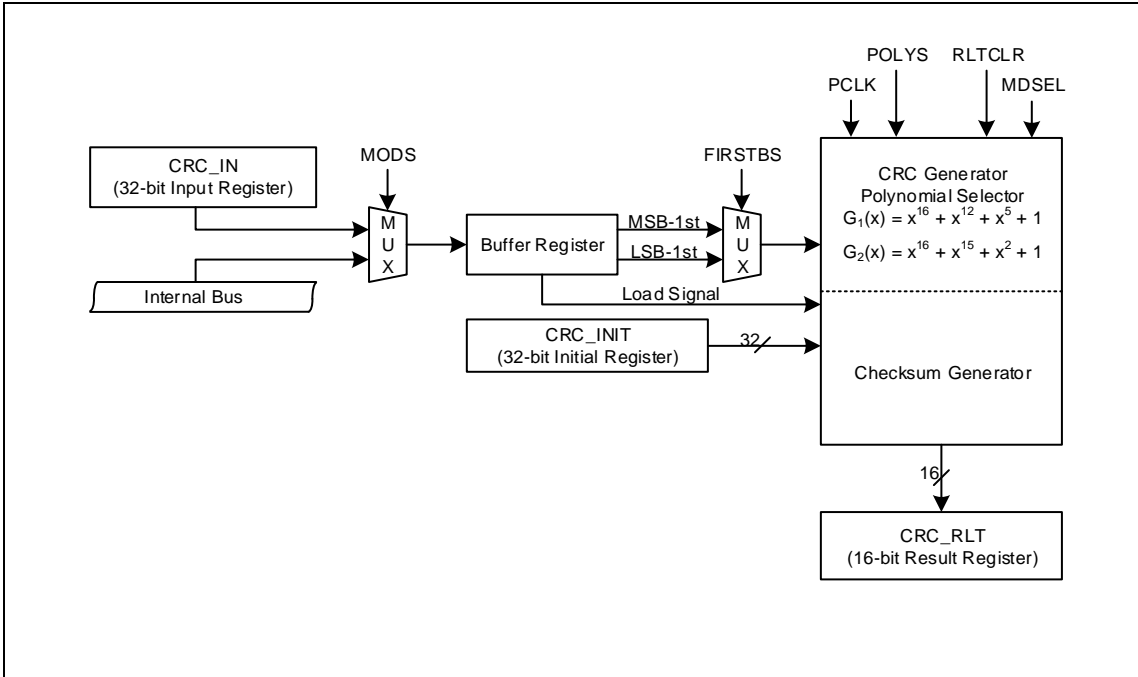 POLYS
RLTCLR
PCLK
MDSEL
CRC_IN
(32-bit Input Register)
MODS
FIRSTBS
CRC Generator
Polynomial Selector
G₁(x) = x¹⁶ + x¹² + x⁵ + 1
G₂(x) = x¹⁶ + x¹⁵ + x² + 1
M
U
X
Buffer Register
MSB-1st
LSB-1st
M
U
X
Internal Bus
Load Signal
CRC_INIT
(32-bit Initial Register)
32
Checksum Generator
16
CRC_RLT
(16-bit Result Register)